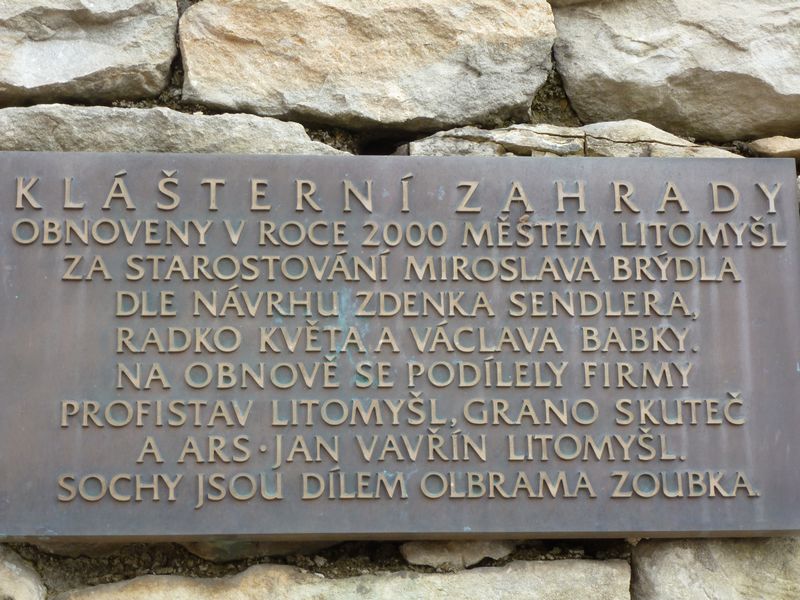 KLÁŠTERNÍ ZAHRADY
OBNOVENY V ROCE 2000 MĚSTEM LITOMYŠL
ZA STAROSTOVÁNÍ MIROSLAVA BRÝDLA
DLE NÁVRHU ZDENKA SENDLERA,
RADKO KVĚTA A VÁCLAVA BABKY.
NA OBNOVĚ SE PODÍLELY FIRMY
PROFISTAV LITOMYŠL, GRANO SKUTEČ
A ARS · JAN VAVŘÍN LITOMYŠL.
SOCHY JSOU DÍLEM OLBRAMA ZOUBKA.